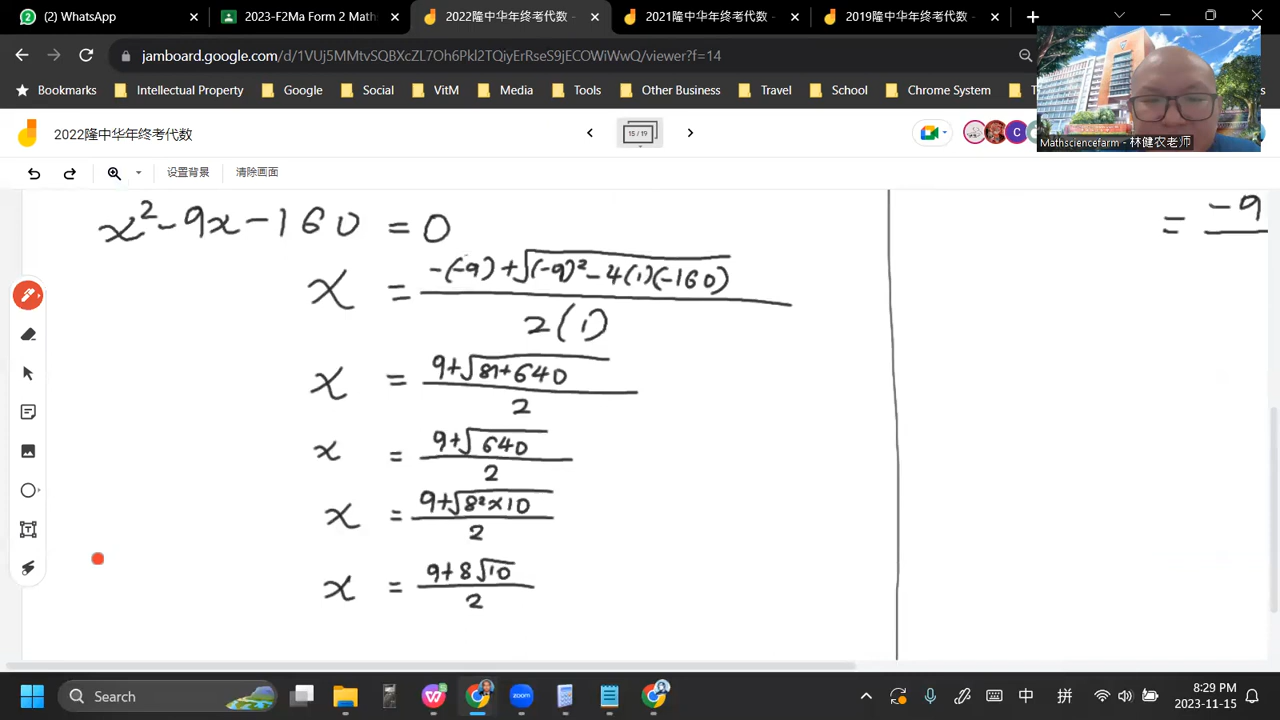 (2) WhatsApp
2023-F2Ma Form 2 Math
2022隆中华年终考代数 -
2021隆中华年终考代数 -
2019隆中华年终考代数 -
Bookmarks Intellectual Property Google Social VitM Media Tools Other Business Travel School Chrome System
2022隆中华年终考代数
15 / 19
C
设置背景 清除画面
x² - 9x - 160 = 0
x = (-(-9) + √((-9)² - 4(1)(-160))) / 2(1)
x = (9 + √(81 + 640)) / 2
x = (9 + √640) / 2
x = (9 + √(8² × 10)) / 2
x = (9 + 8√10) / 2
= -9
Mathsciencefarm - 林健农老师
Search
中 拼
8:29 PM
2023-11-15